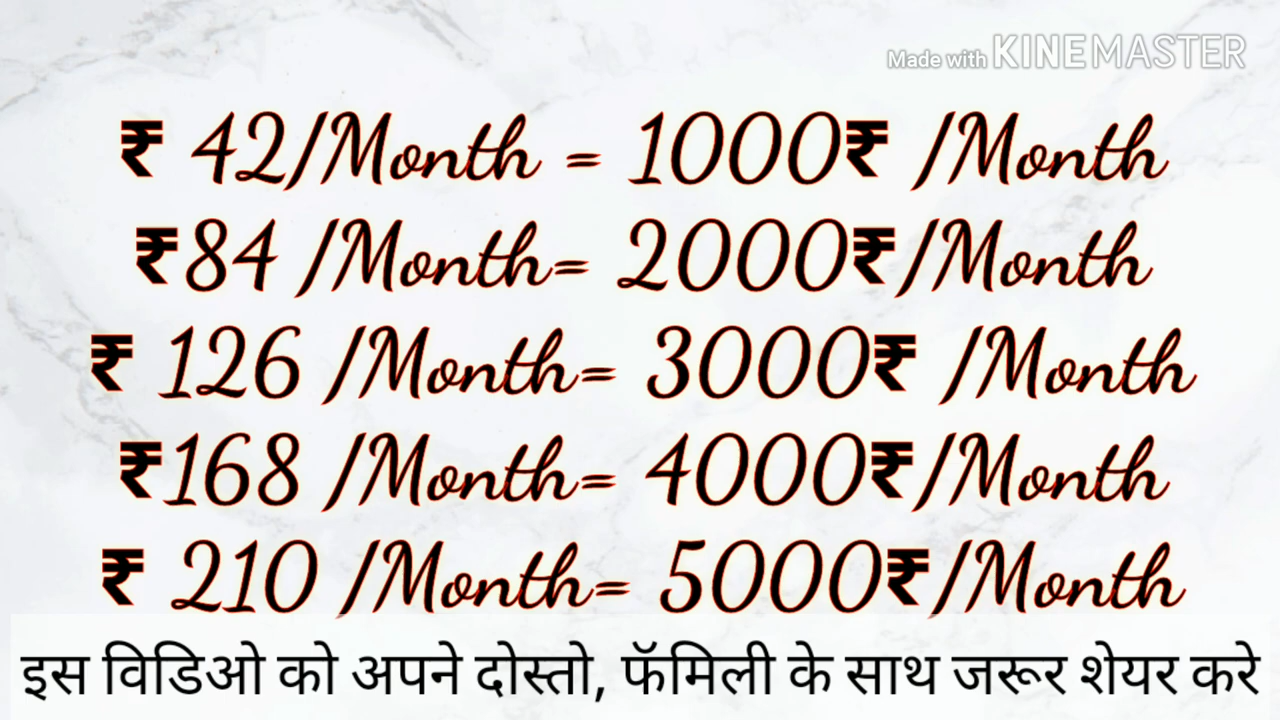 Made with KINEMASTER
₹ 42/Month = 1000₹ /Month
₹84 /Month= 2000₹/Month
₹ 126 /Month= 3000₹ /Month
₹168 /Month= 4000₹/Month
₹ 210 /Month= 5000₹/Month
इस विडिओ को अपने दोस्तो, फॅमिली के साथ जरूर शेयर करे